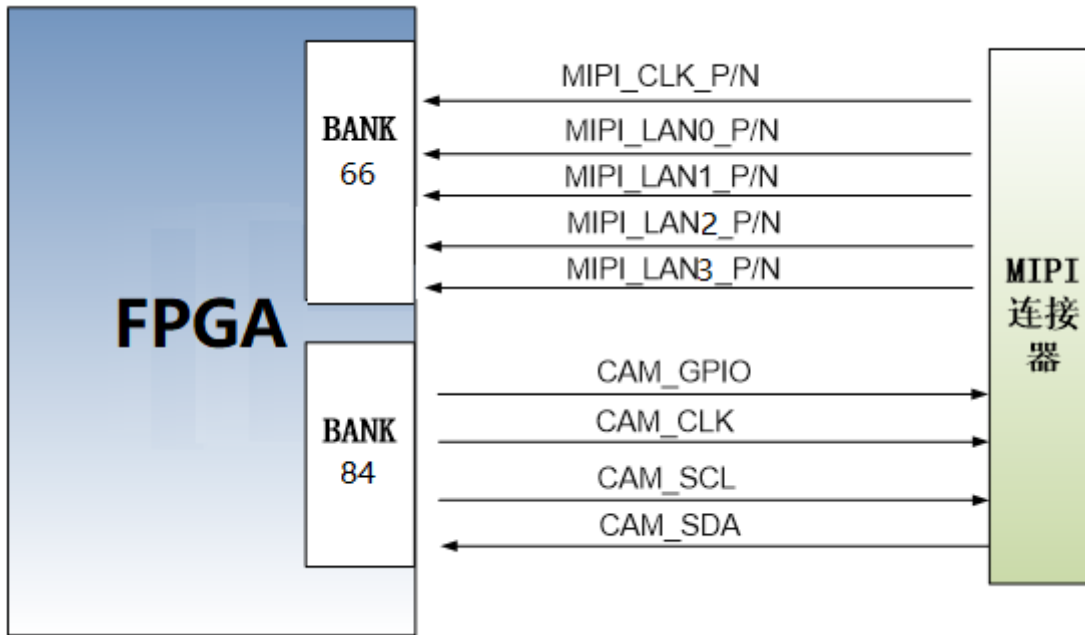 FPGA
BANK
66
MIPI_CLK_P/N
MIPI_LAN0_P/N
MIPI_LAN1_P/N
MIPI_LAN2_P/N
MIPI_LAN3_P/N
BANK
84
CAM_GPIO
CAM_CLK
CAM_SCL
CAM_SDA
MIPI
连接
器